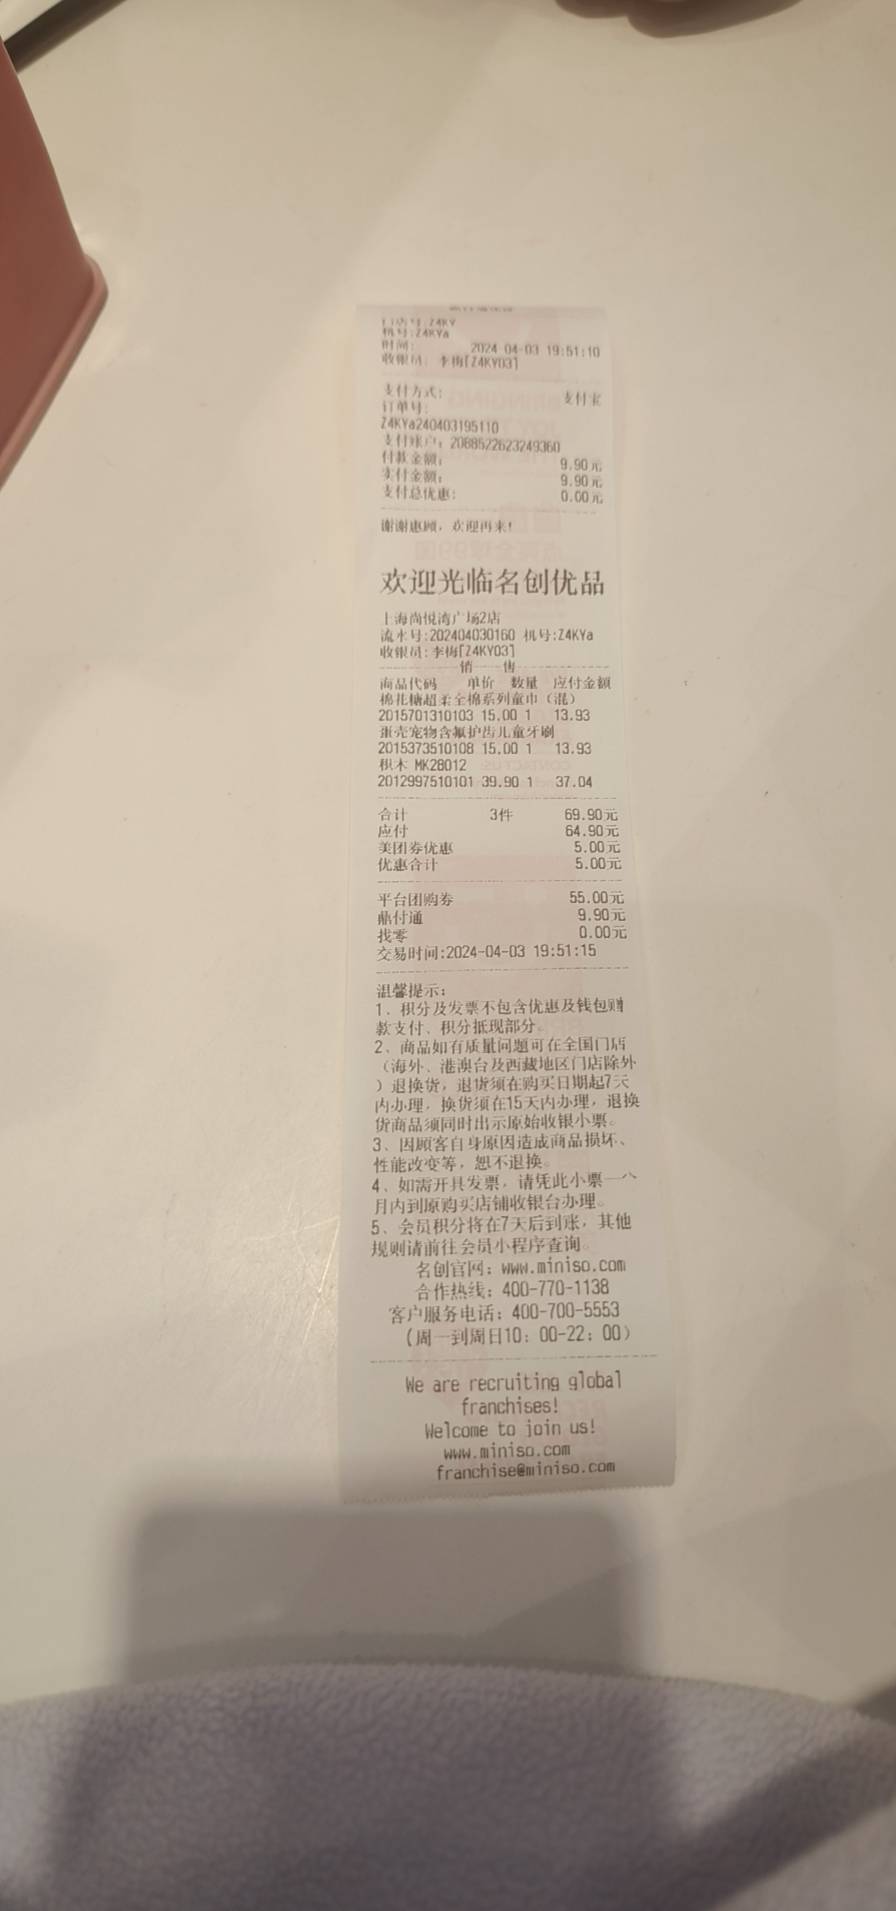 门店号:Z4KY
机号:Z4KYa
时间: 2024-04-03 19:51:10
收银员: 李梅[Z4KY03]
支付方式: 支付宝
订单号:
Z4KYa240403195110
支付账户: 2088522623249360
付款金额: 9.90元
实付金额: 9.90元
支付总优惠: 0.00元
谢谢惠顾，欢迎再来!
欢迎光临名创优品
上海尚悦湾广场2店
流水号:202404030160 机号:Z4KYa
收银员:李梅[Z4KY03]
销 售
商品代码 单价 数量 应付金额
棉花糖超柔全棉系列童巾（混）
2015701310103 15.00 1 13.93
蛋壳宠物含氟护齿儿童牙刷
2015373510108 15.00 1 13.93
积木 MK28012
2012997510101 39.90 1 37.04
合计 3件 69.90元
应付 64.90元
美团券优惠 5.00元
优惠合计 5.00元
平台团购券 55.00元
鼎付通 9.90元
找零 0.00元
交易时间:2024-04-03 19:51:15
温馨提示:
1、积分及发票不包含优惠及钱包赠
款支付、积分抵现部分。
2、商品如有质量问题可在全国门店
（海外、港澳台及西藏地区门店除外
）退换货，退货须在购买日期起7天
内办理，换货须在15天内办理，退换
货商品须同时出示原始收银小票。
3、因顾客自身原因造成商品损坏、
性能改变等，恕不退换。
4、如需开具发票，请凭此小票一个
月内到原购买店铺收银台办理。
5、会员积分将在7天后到账，其他
规则请前往会员小程序查询。
名创官网: www.miniso.com
合作热线: 400-770-1138
客户服务电话: 400-700-5553
(周一到周日10：00-22：00)
We are recruiting global
franchises!
Welcome to join us!
www.miniso.com
franchise@miniso.com